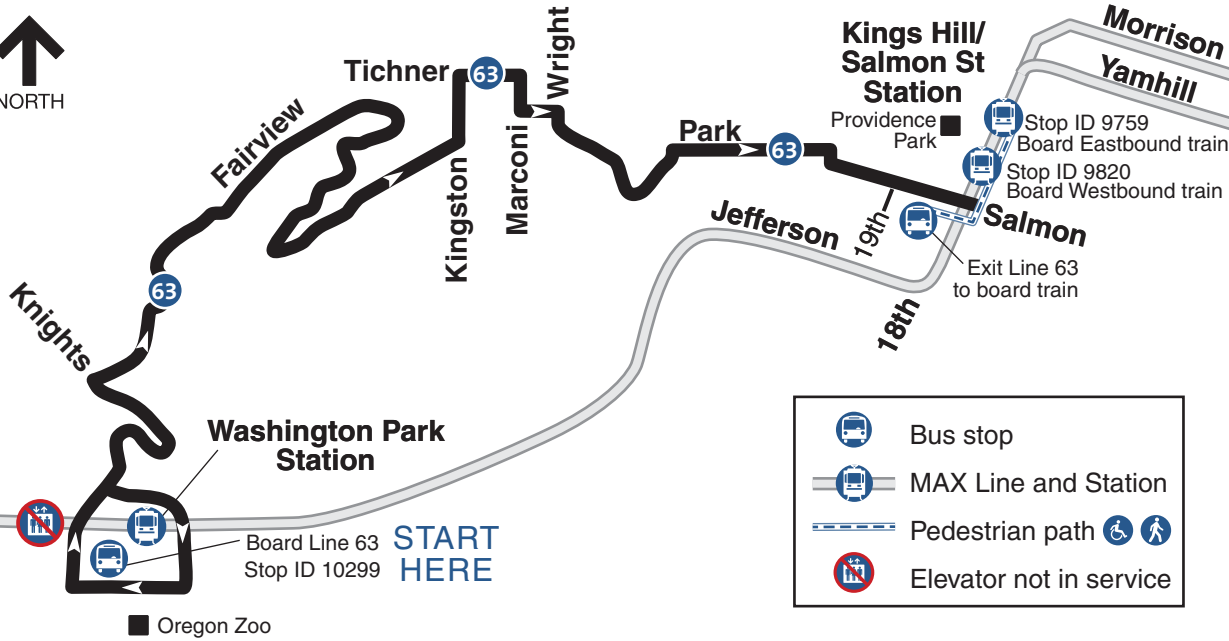 NORTH
Fairview
Tichner
63
Wright
Kings Hill/
Salmon St
Station
Morrison
Yamhill
Providence
Park
Stop ID 9759
Board Eastbound train
Stop ID 9820
Board Westbound train
Park
63
Kingston
Marconi
Jefferson
19th
Salmon
Exit Line 63
to board train
18th
63
Knights
Washington Park
Station
Board Line 63
Stop ID 10299
START
HERE
Oregon Zoo
Bus stop
MAX Line and Station
Pedestrian path
Elevator not in service